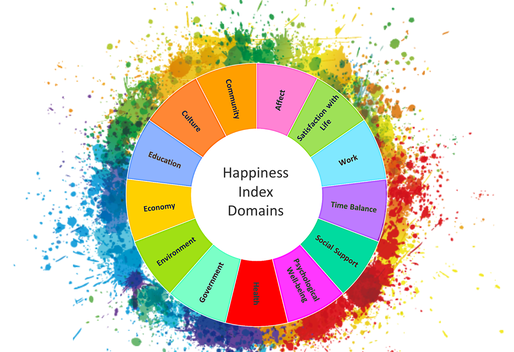 Happiness
Index
Domains
Affect
Satisfaction with
Life
Work
Time Balance
Social Support
Psychological
Well-being
Health
Government
Environment
Economy
Education
Culture
Community